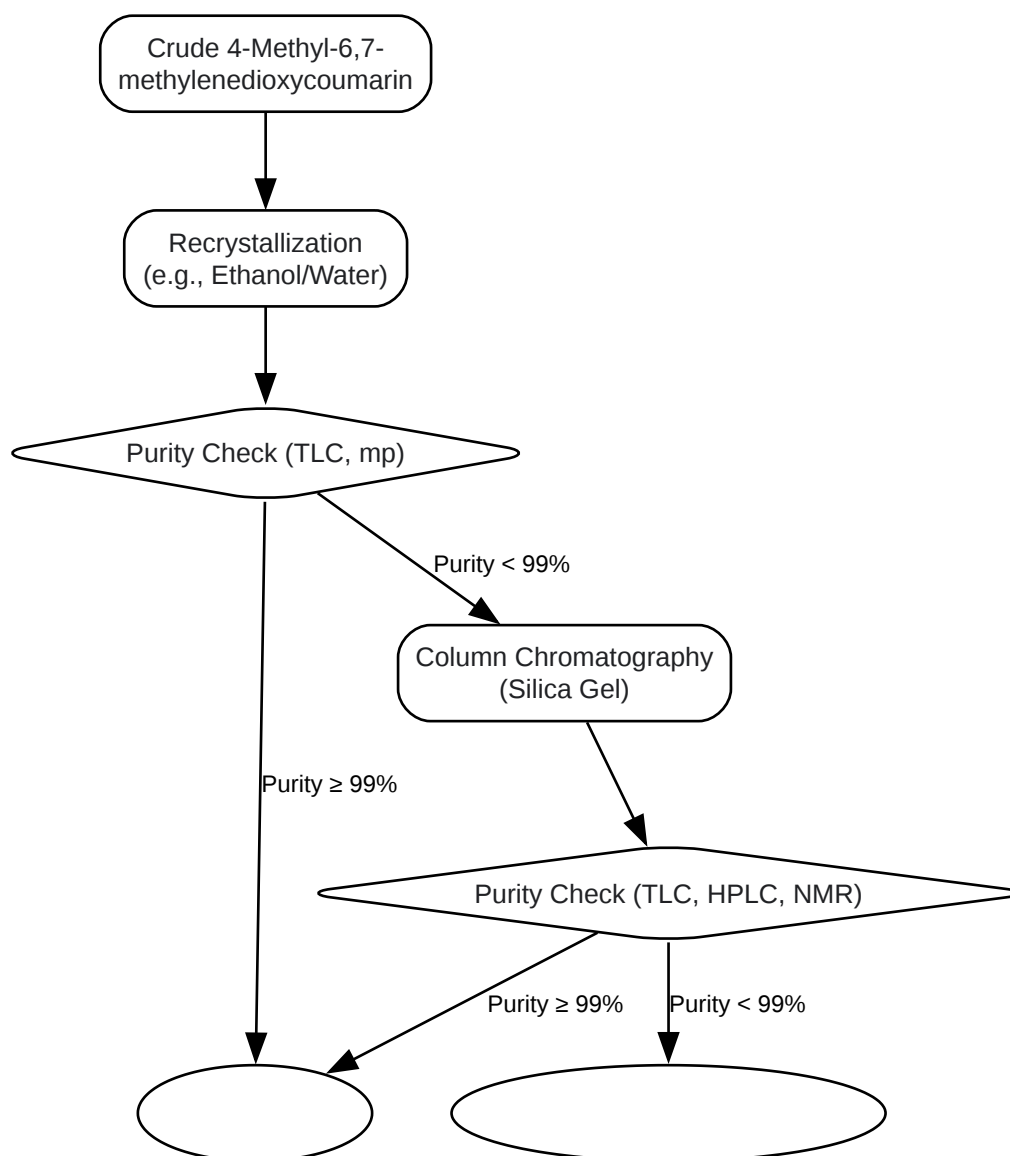 Crude 4-Methyl-6,7-
methylenedioxycoumarin
Recrystallization
(e.g., Ethanol/Water)
Purity Check (TLC, mp)
Purity < 99%
Column Chromatography
(Silica Gel)
Purity ≥ 99%
Purity Check (TLC, HPLC, NMR)
Purity ≥ 99%
Purity < 99%